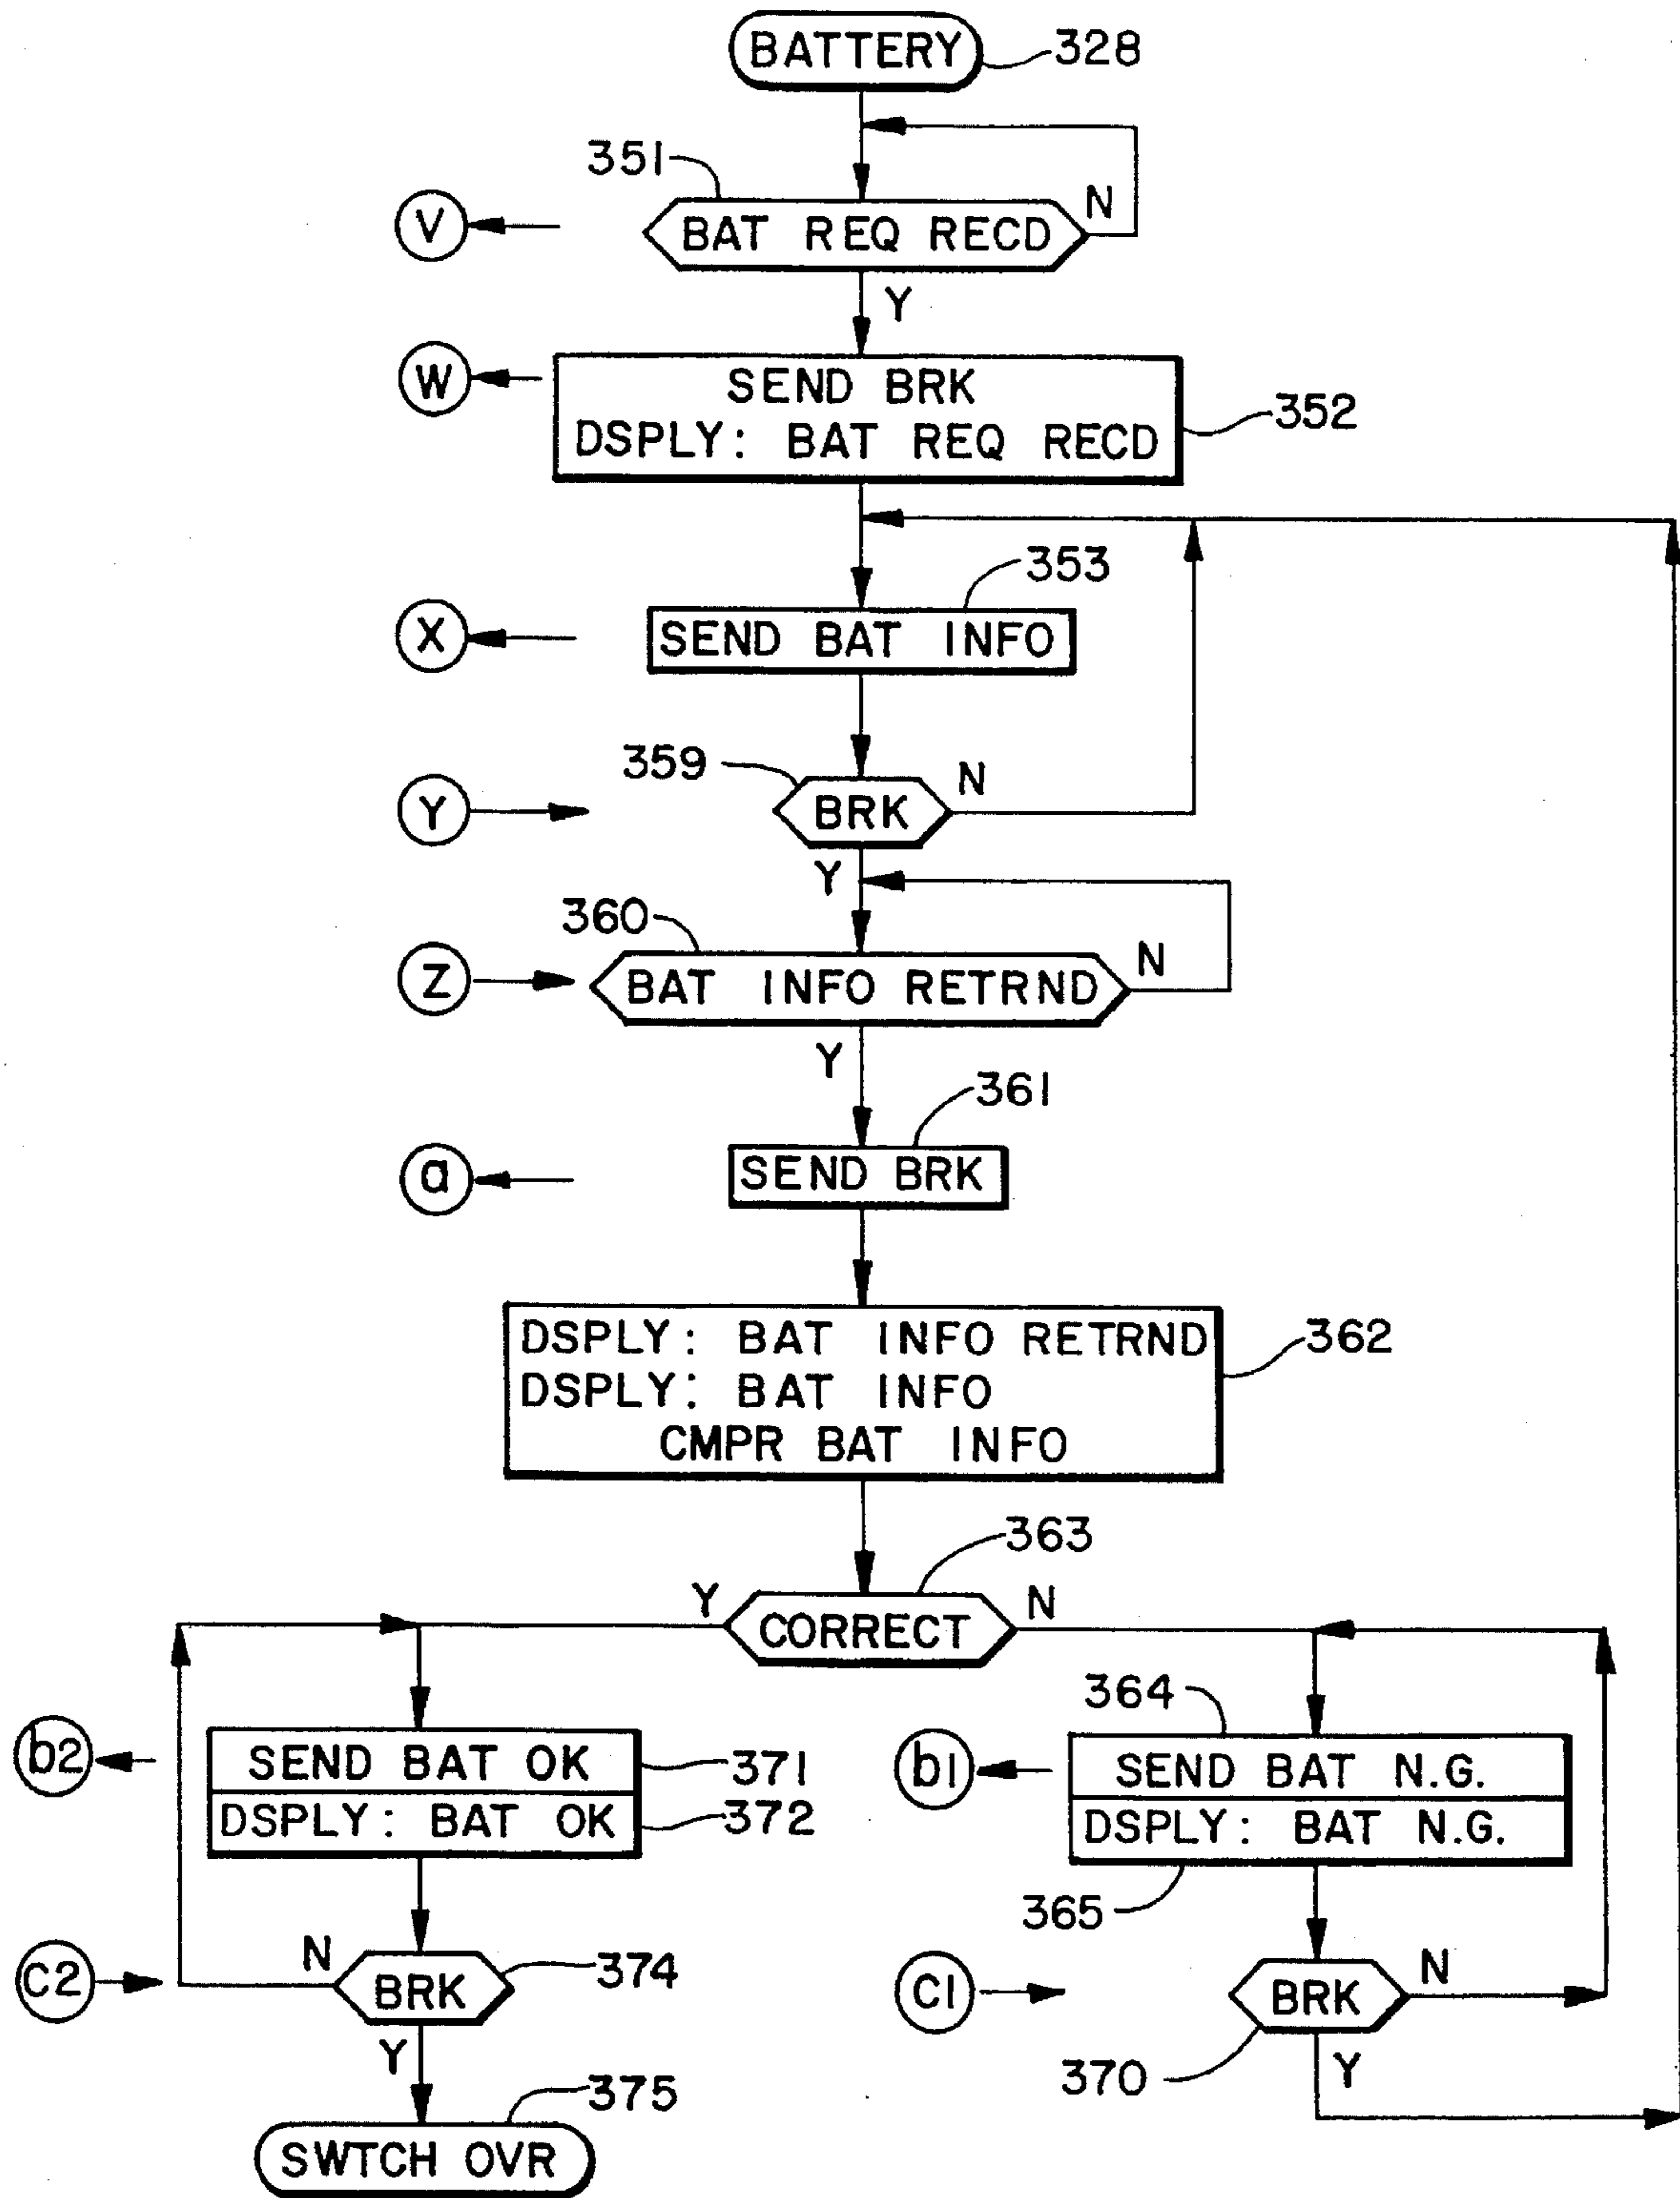 BATTERY 328
351
N
V BAT REQ RECD
Y
W SEND BRK
DSPLY: BAT REQ RECD
352
353
X SEND BAT INFO
359
N
Y BRK
Y
360
N
Z BAT INFO RETRND
Y
361
a SEND BRK
DSPLY: BAT INFO RETRND
DSPLY: BAT INFO
CMPR BAT INFO
362
363
Y N
CORRECT
b2 SEND BAT OK 371
DSPLY: BAT OK 372
364
b1 SEND BAT N.G.
DSPLY: BAT N.G.
365
N
c2 BRK 374
Y
c1 BRK N
370
Y
375
SWTCH OVR